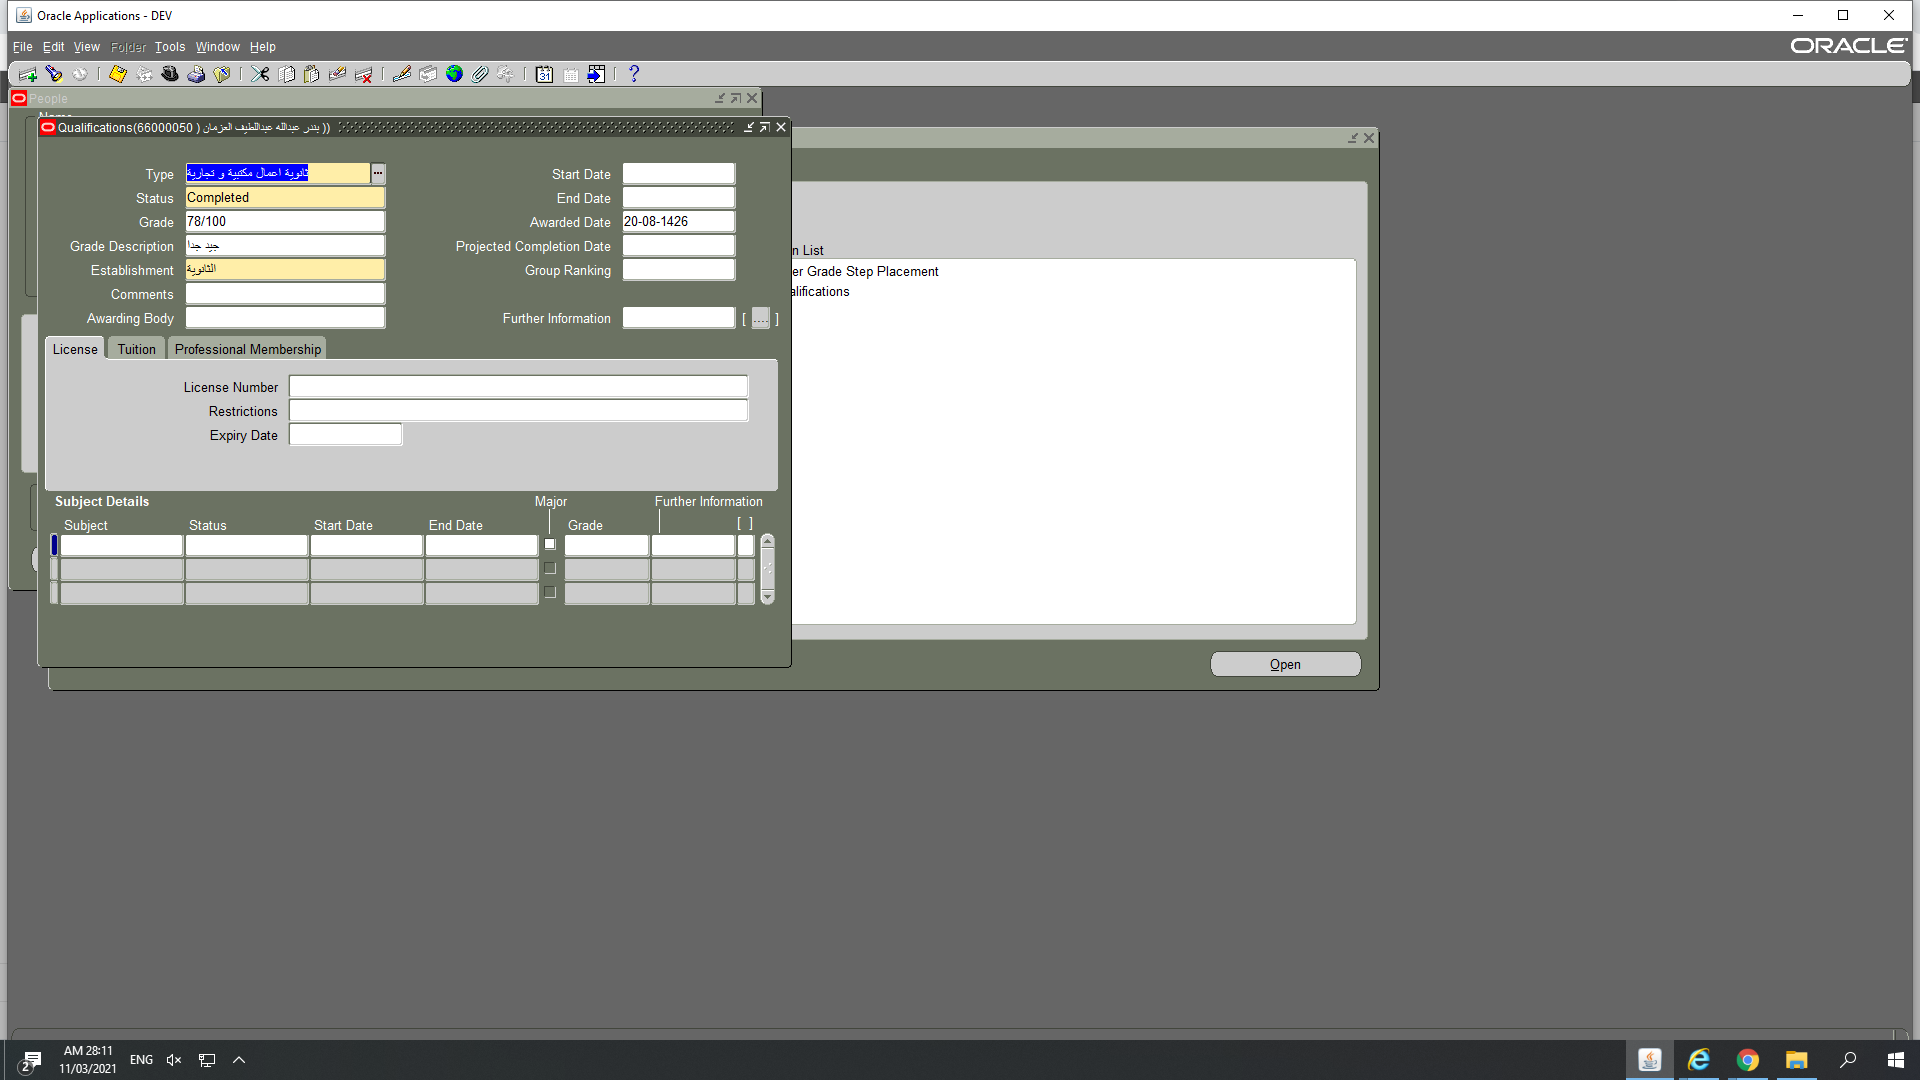 Oracle Applications - DEV
File Edit View Folder Tools Window Help
ORACLE
People
Name
Qualifications(66000050 ) بندر عبدالله عبداللطيف العزمان ))
Type ثانوية اعمال مكتبية و تجارية
Start Date
Status Completed
End Date
Grade 78/100
Awarded Date 20-08-1426
Grade Description جيد جدا
Projected Completion Date
Establishment الثانوية
Group Ranking
Comments
Awarding Body
Further Information [ .... ]
License Tuition Professional Membership
License Number
Restrictions
Expiry Date
Subject Details Major Further Information
Subject Status Start Date End Date Grade [ ]
n List
er Grade Step Placement
alifications
Open
31
2
AM 28:11
11/03/2021
ENG